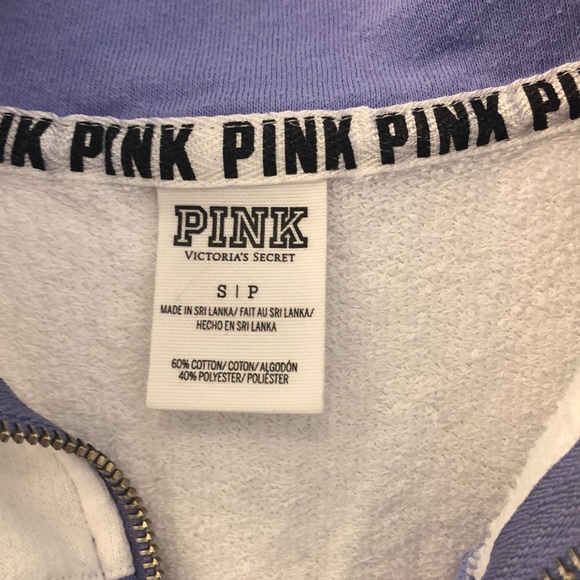 PINK PINK PINK PINK PINK
PINK
VICTORIA'S SECRET
S | P
MADE IN SRI LANKA/ FAIT AU SRI LANKA/
HECHO EN SRI LANKA
60% COTTON/ COTON/ ALGODÓN
40% POLYESTER/ POLIÉSTER